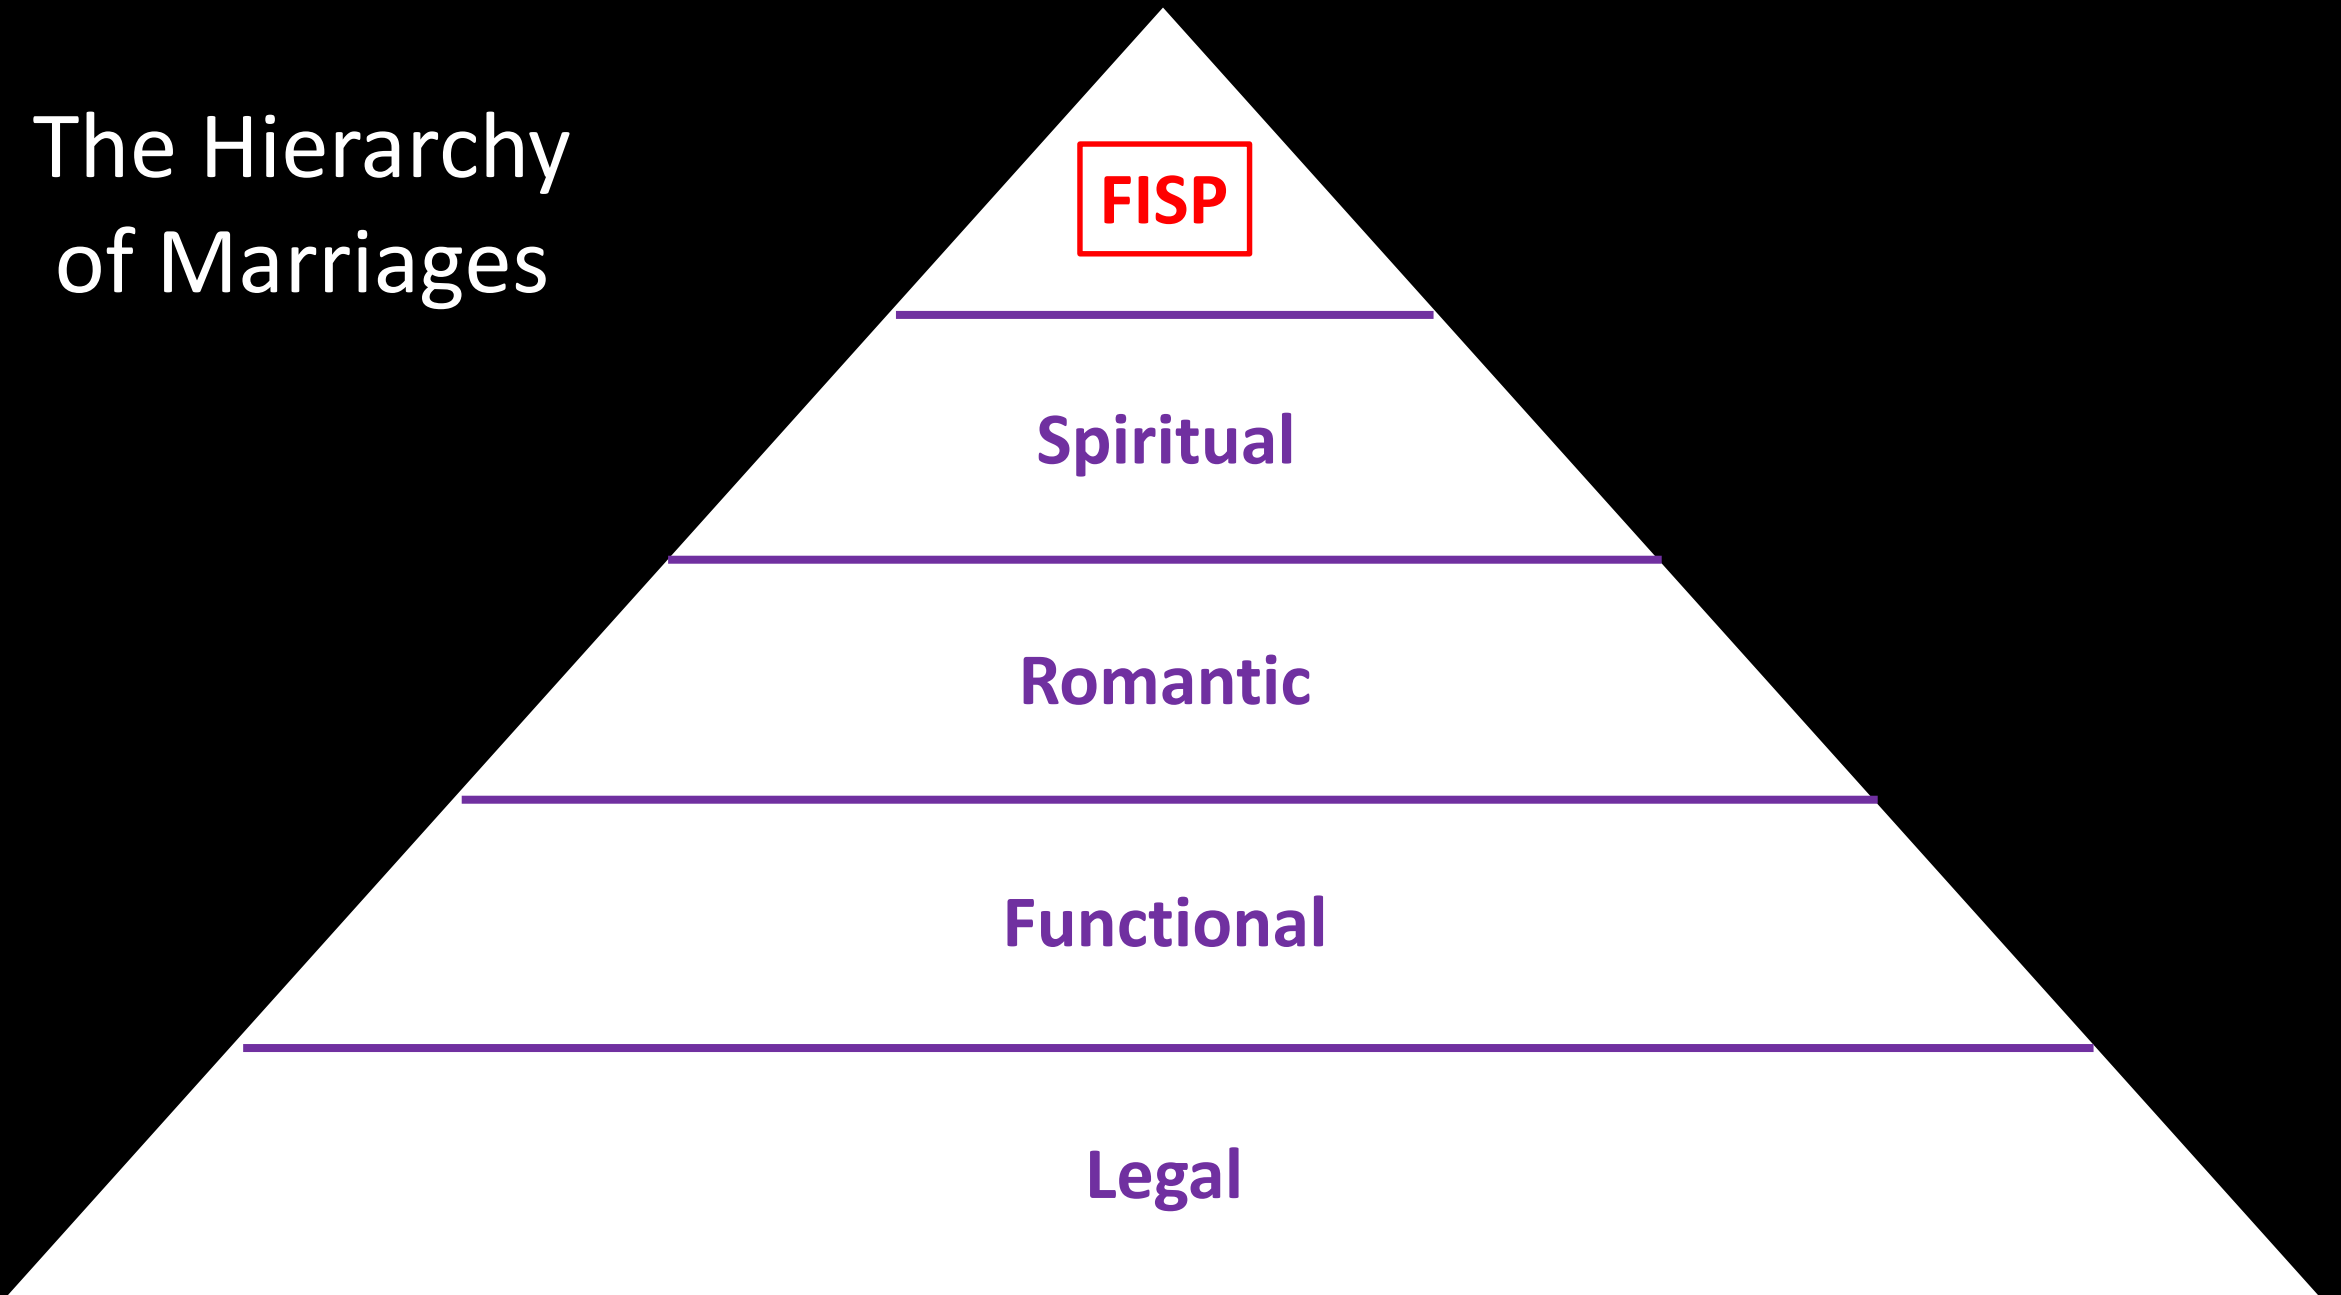 The Hierarchy
of Marriages
FISP
Spiritual
Romantic
Functional
Legal